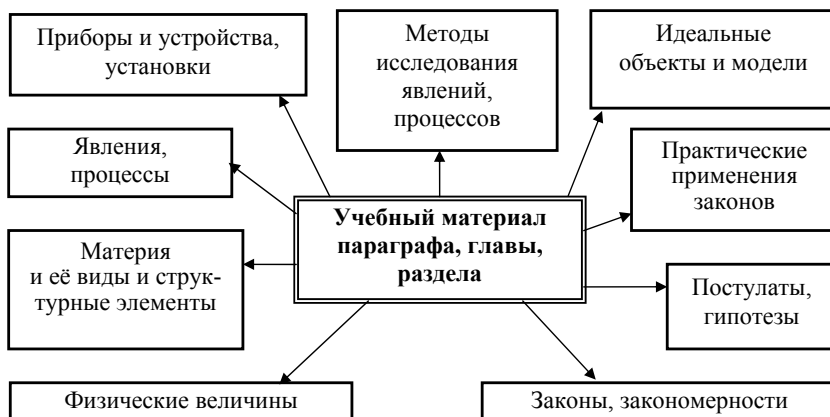 Приборы и устройства,
установки
Методы
исследования
явлений,
процессов
Идеальные
объекты и модели
Явления,
процессы
Практические
применения
законов
Учебный материал
параграфа, главы,
раздела
Материя
и её виды и струк-
турные элементы
Постулаты,
гипотезы
Физические величины
Законы, закономерности